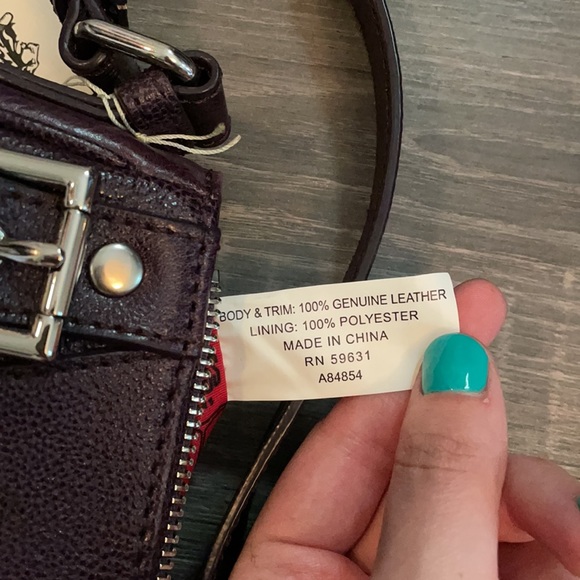 BODY & TRIM: 100% GENUINE LEATHER
LINING: 100% POLYESTER
MADE IN CHINA
RN 59631
A84854